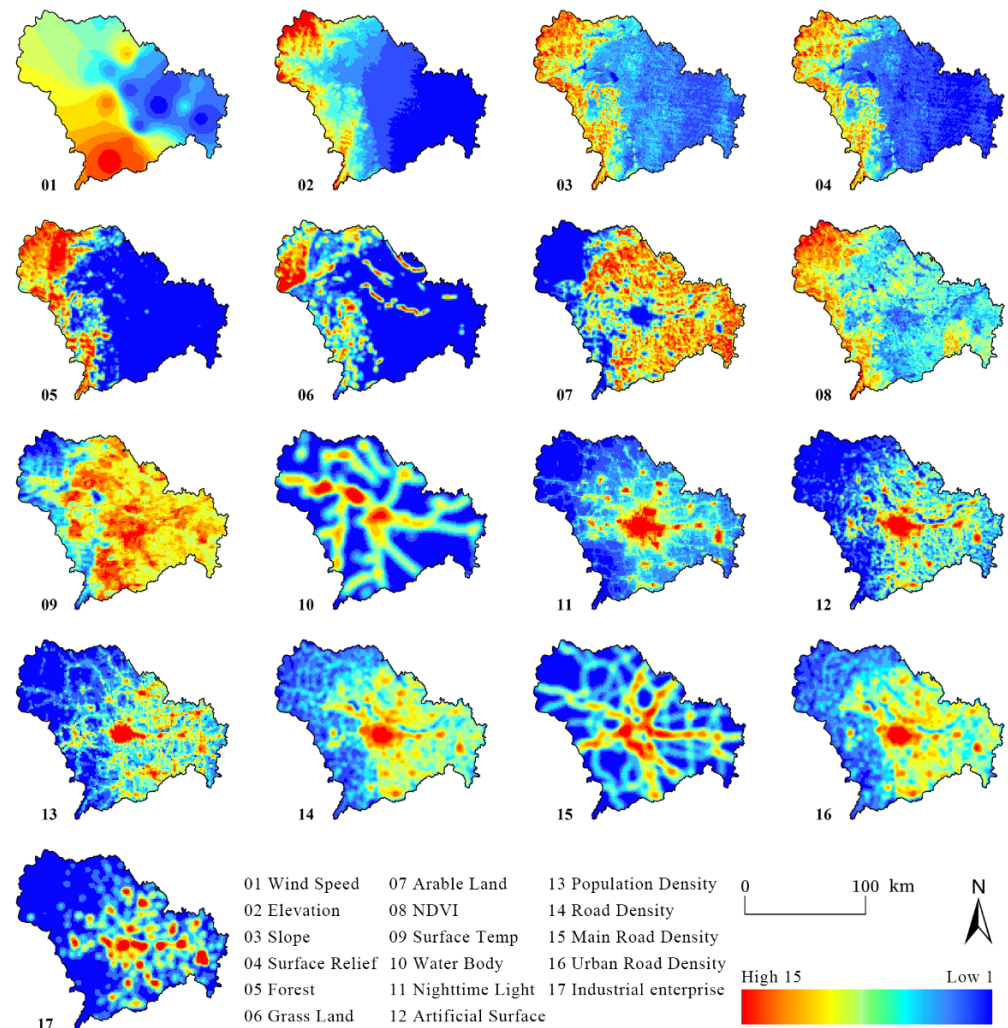 01
02
03
04
05
06
07
08
09
10
11
12
13
14
15
16
17
01 Wind Speed
02 Elevation
03 Slope
04 Surface Relief
05 Forest
06 Grass Land
07 Arable Land
08 NDVI
09 Surface Temp
10 Water Body
11 Nighttime Light
12 Artificial Surface
13 Population Density
14 Road Density
15 Main Road Density
16 Urban Road Density
17 Industrial enterprise
0 100 km
N
High 15 Low 1